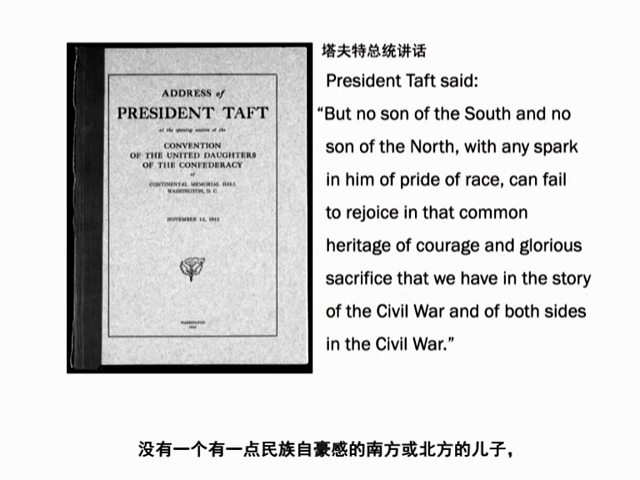 塔夫特总统讲话
President Taft said:
“But no son of the South and no
son of the North, with any spark
in him of pride of race, can fail
to rejoice in that common
heritage of courage and glorious
sacrifice that we have in the story
of the Civil War and of both sides
in the Civil War.”
ADDRESS of
PRESIDENT TAFT
at the opening session of the
CONVENTION
OF THE UNITED DAUGHTERS
OF THE CONFEDERACY
at
CONTINENTAL MEMORIAL HALL
WASHINGTON, D. C.
NOVEMBER 12, 1912
WASHINGTON
没有一个有一点民族自豪感的南方或北方的儿子，